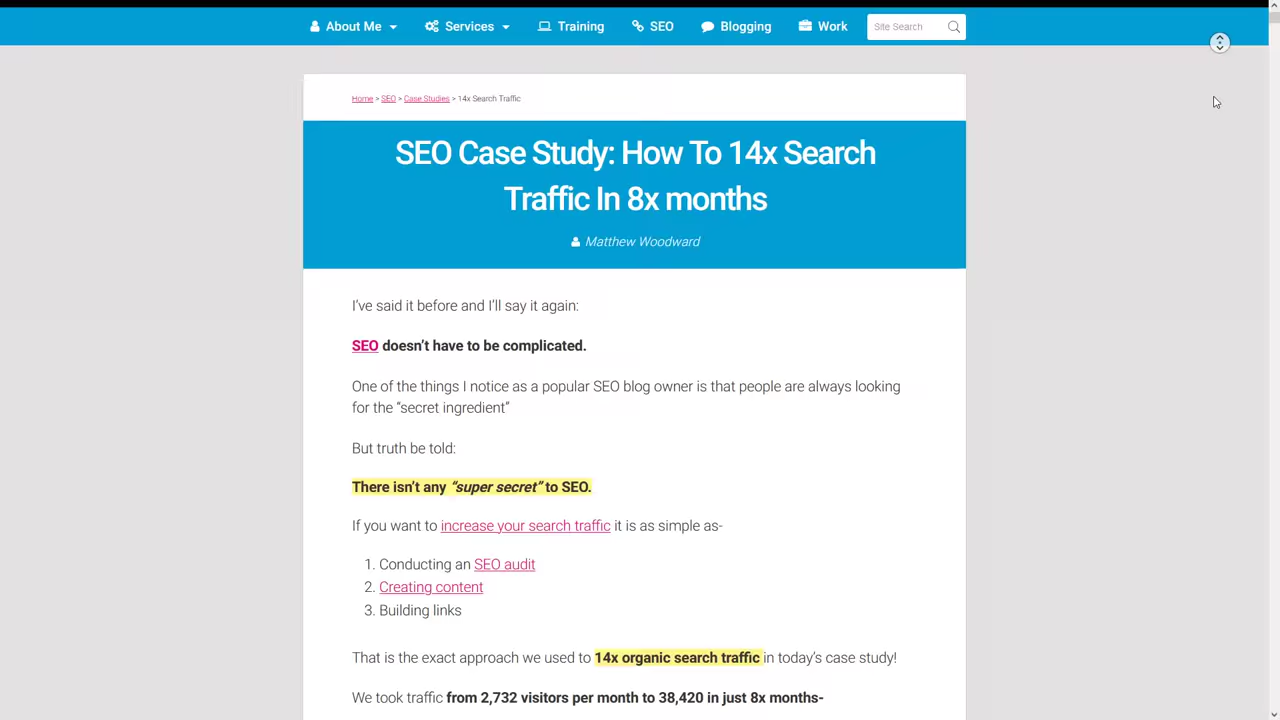 About Me Services Training SEO Blogging Work Site Search
Home > SEO > Case Studies > 14x Search Traffic
SEO Case Study: How To 14x Search
Traffic In 8x months
Matthew Woodward
I’ve said it before and I’ll say it again:
SEO doesn’t have to be complicated.
One of the things I notice as a popular SEO blog owner is that people are always looking
for the “secret ingredient”
But truth be told:
There isn’t any “super secret” to SEO.
If you want to increase your search traffic it is as simple as-
1. Conducting an SEO audit
2. Creating content
3. Building links
That is the exact approach we used to 14x organic search traffic in today’s case study!
We took traffic from 2,732 visitors per month to 38,420 in just 8x months-